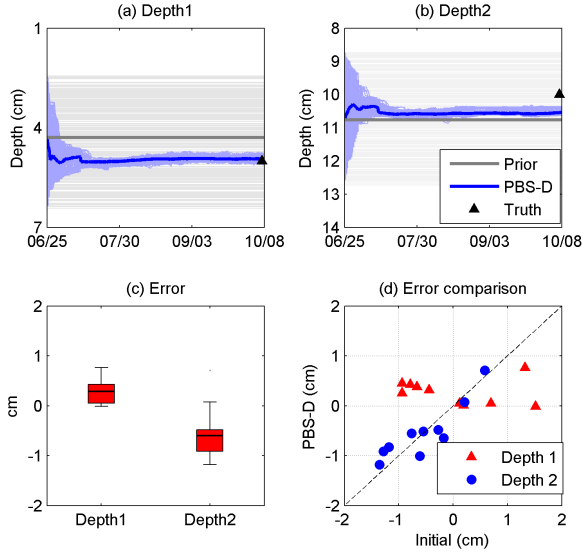 (a) Depth1
(b) Depth2
1
4
7
Depth (cm)
06/25
07/30
09/03
10/08
8
9
10
11
12
13
14
Depth (cm)
06/25
07/30
09/03
10/08
Prior
PBS-D
Truth
(c) Error
(d) Error comparison
2
1
0
-1
-2
cm
Depth1
Depth2
2
1
0
-1
-2
PBS-D (cm)
-2
-1
0
1
2
Initial (cm)
Depth 1
Depth 2